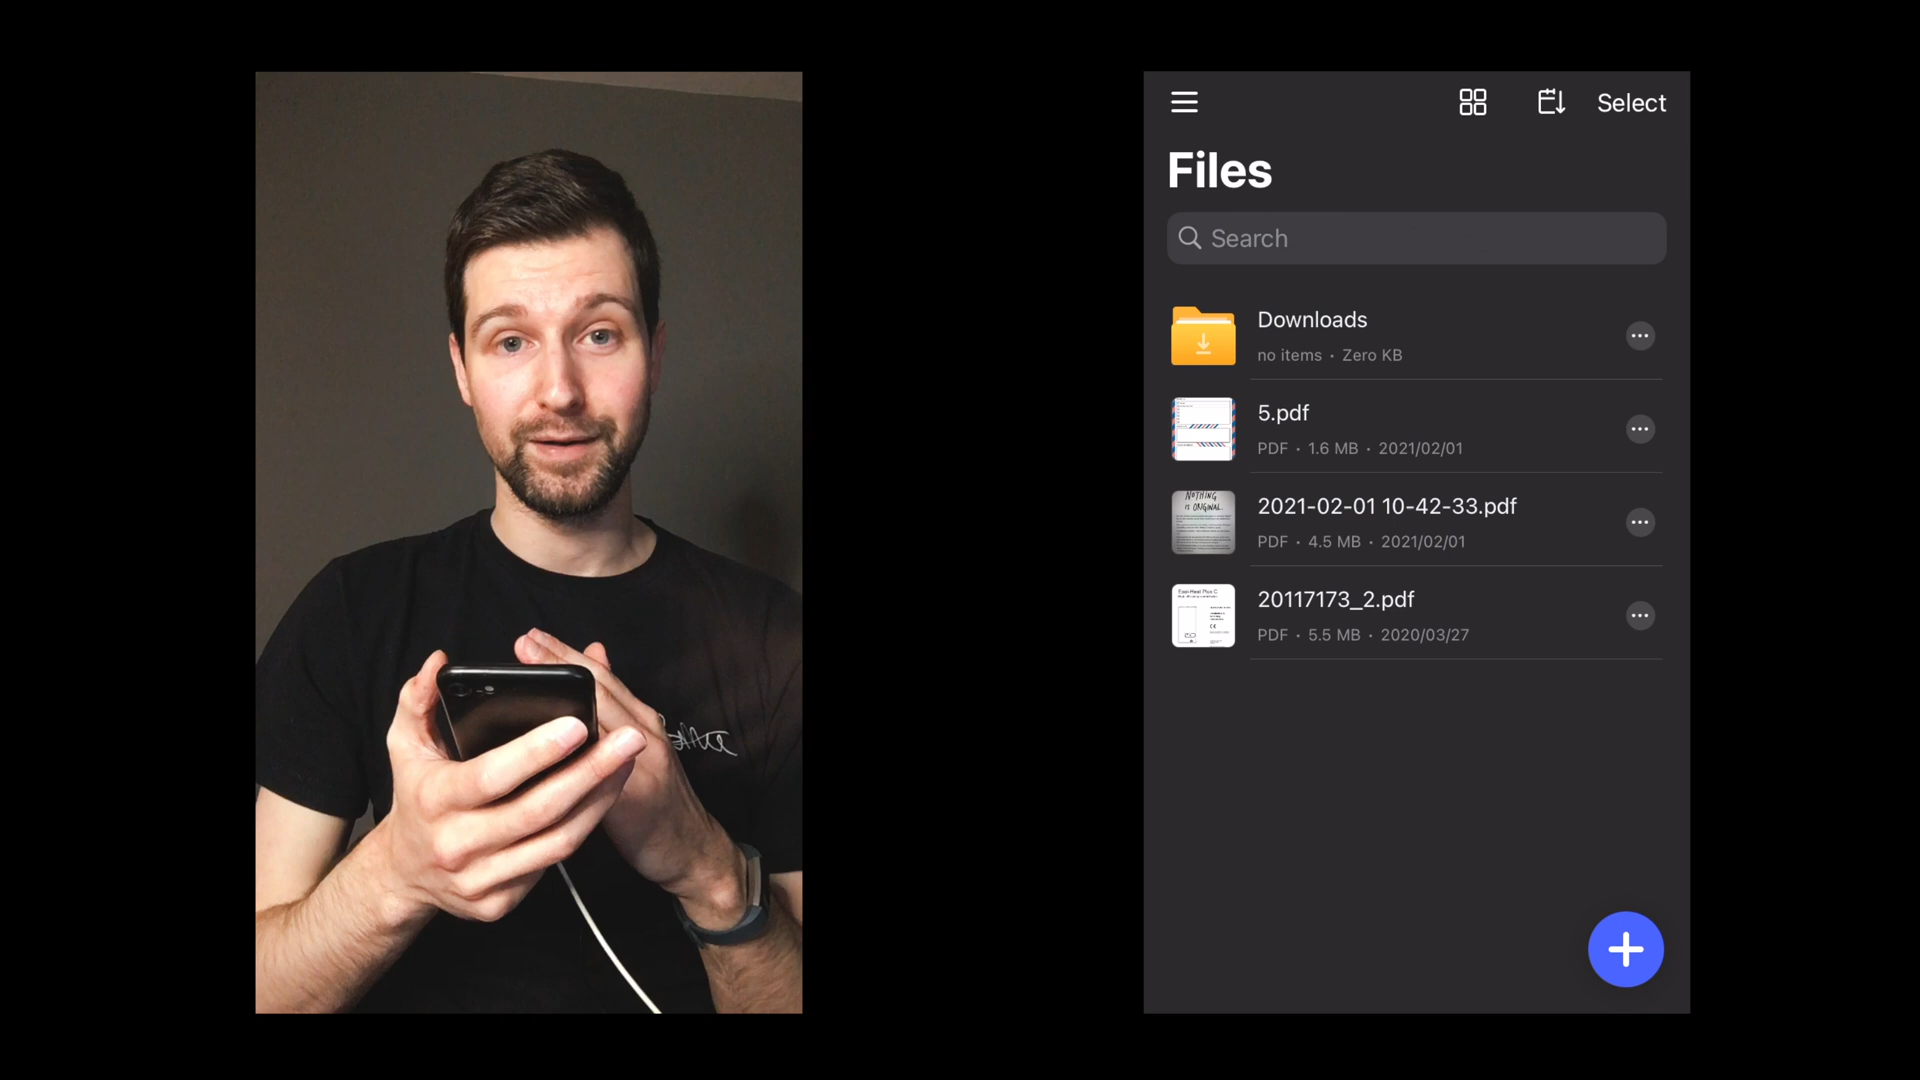 Select
Files
Search
Downloads
no items • Zero KB
5.pdf
PDF • 1.6 MB • 2021/02/01
NOTHING
IS ORIGINAL.
2021-02-01 10-42-33.pdf
PDF • 4.5 MB • 2021/02/01
20117173_2.pdf
PDF • 5.5 MB • 2020/03/27